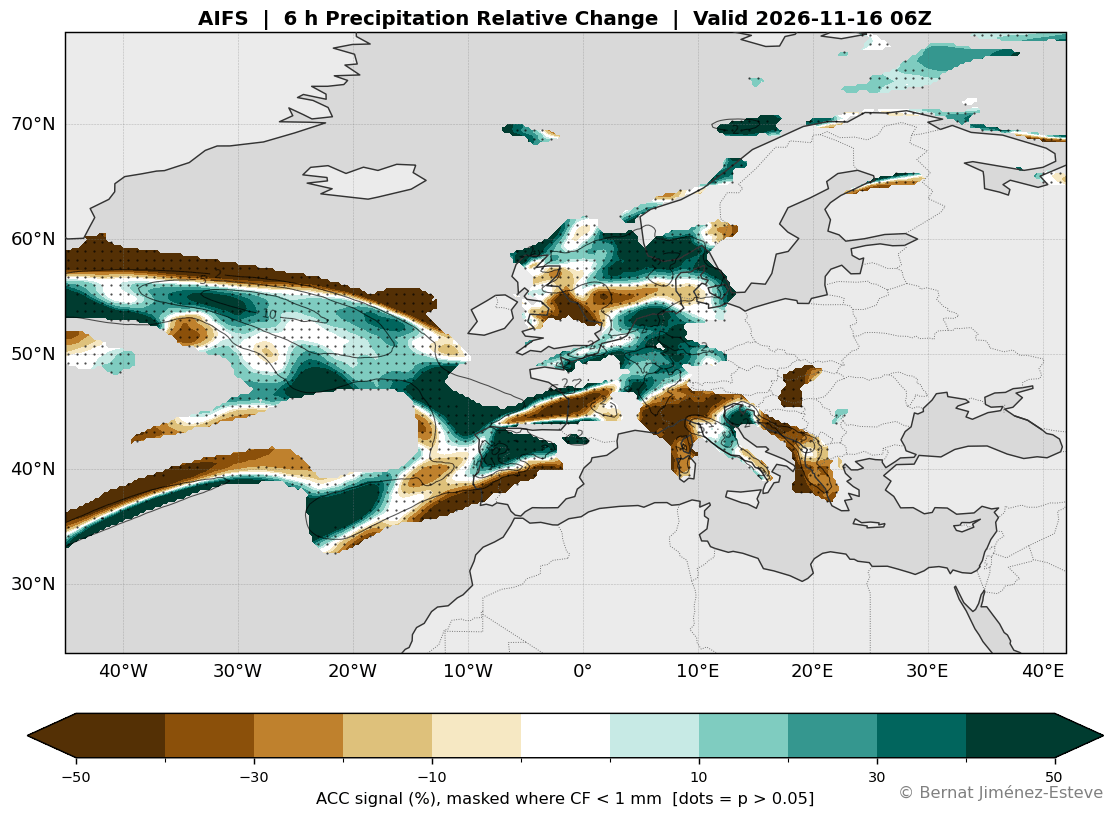 AIFS | 6 h Precipitation Relative Change | Valid 2026-11-16 06Z
70°N
60°N
50°N
40°N
30°N
10
40°W 30°W 20°W 10°W 0° 10°E 20°E 30°E 40°E
−50 −30 −10 10 30 50
ACC signal (%), masked where CF < 1 mm [dots = p > 0.05]
© Bernat Jiménez-Esteve